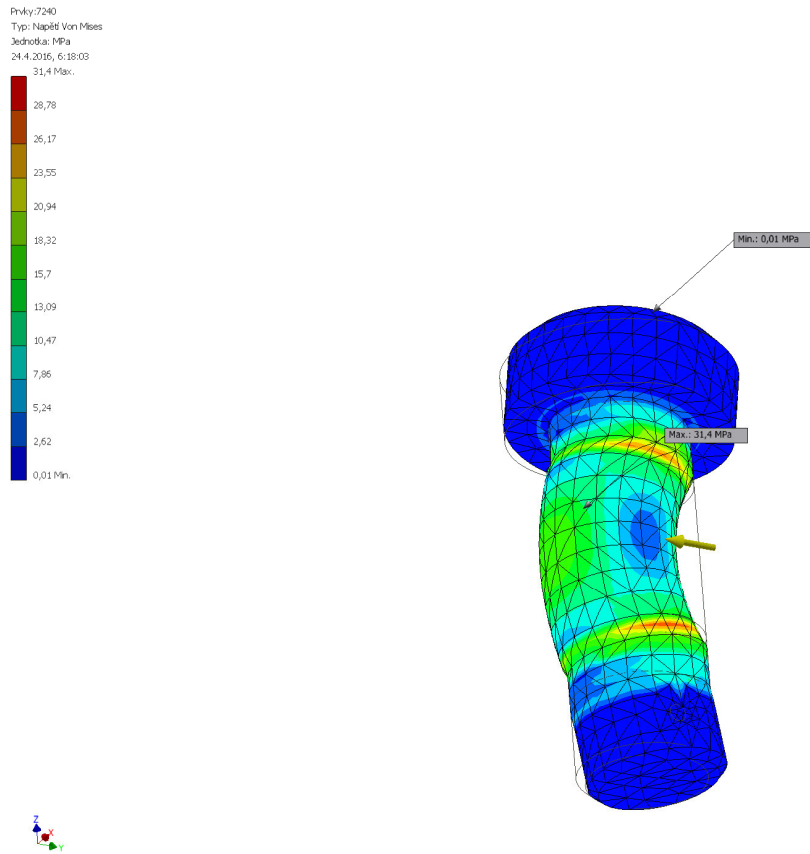 Prvky:7240
Typ: Napětí Von Mises
Jednotka: MPa
24.4.2016, 6:18:03
31,4 Max.
28,78
26,17
23,55
20,94
18,32
15,7
13,09
10,47
7,85
5,24
2,62
0,01 Min.
Min.: 0,01 MPa
Max.: 31,4 MPa
Z
X
Y